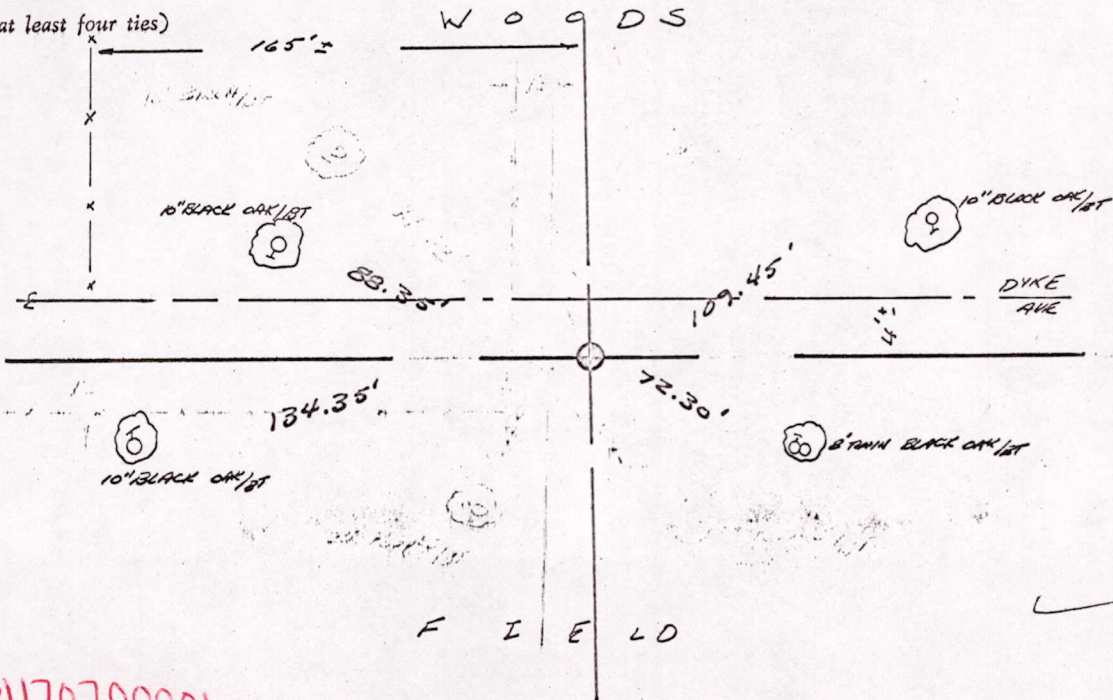 at least four ties)
W O O D S
165'±
10" BLACK OAK/BT
10" BLACK OAK/BT
88.35'
102.45'
DYKE
AVE
4'±
134.35'
72.30'
10" BLACK OAK/BT
8" TWIN BLACK OAK/BT
F I E L D